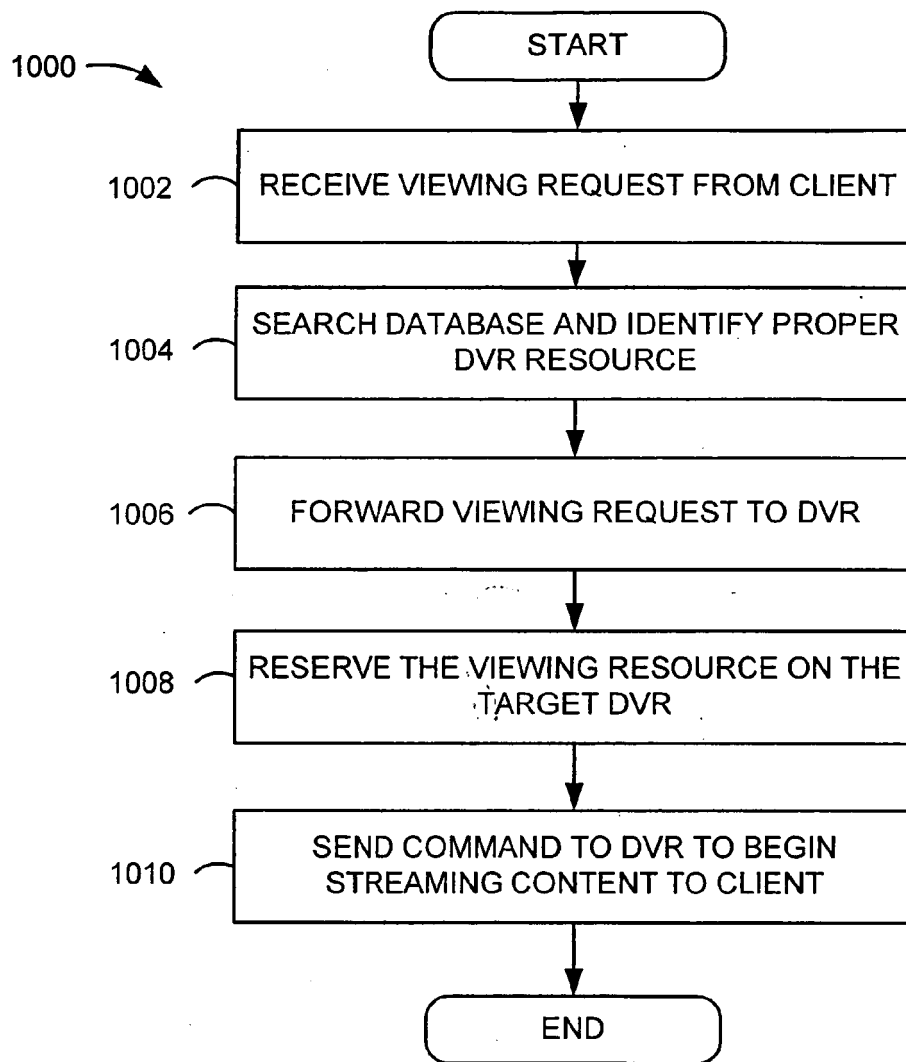 START
1000
1002
RECEIVE VIEWING REQUEST FROM CLIENT
1004
SEARCH DATABASE AND IDENTIFY PROPER
DVR RESOURCE
1006
FORWARD VIEWING REQUEST TO DVR
1008
RESERVE THE VIEWING RESOURCE ON THE
TARGET DVR
1010
SEND COMMAND TO DVR TO BEGIN
STREAMING CONTENT TO CLIENT
END